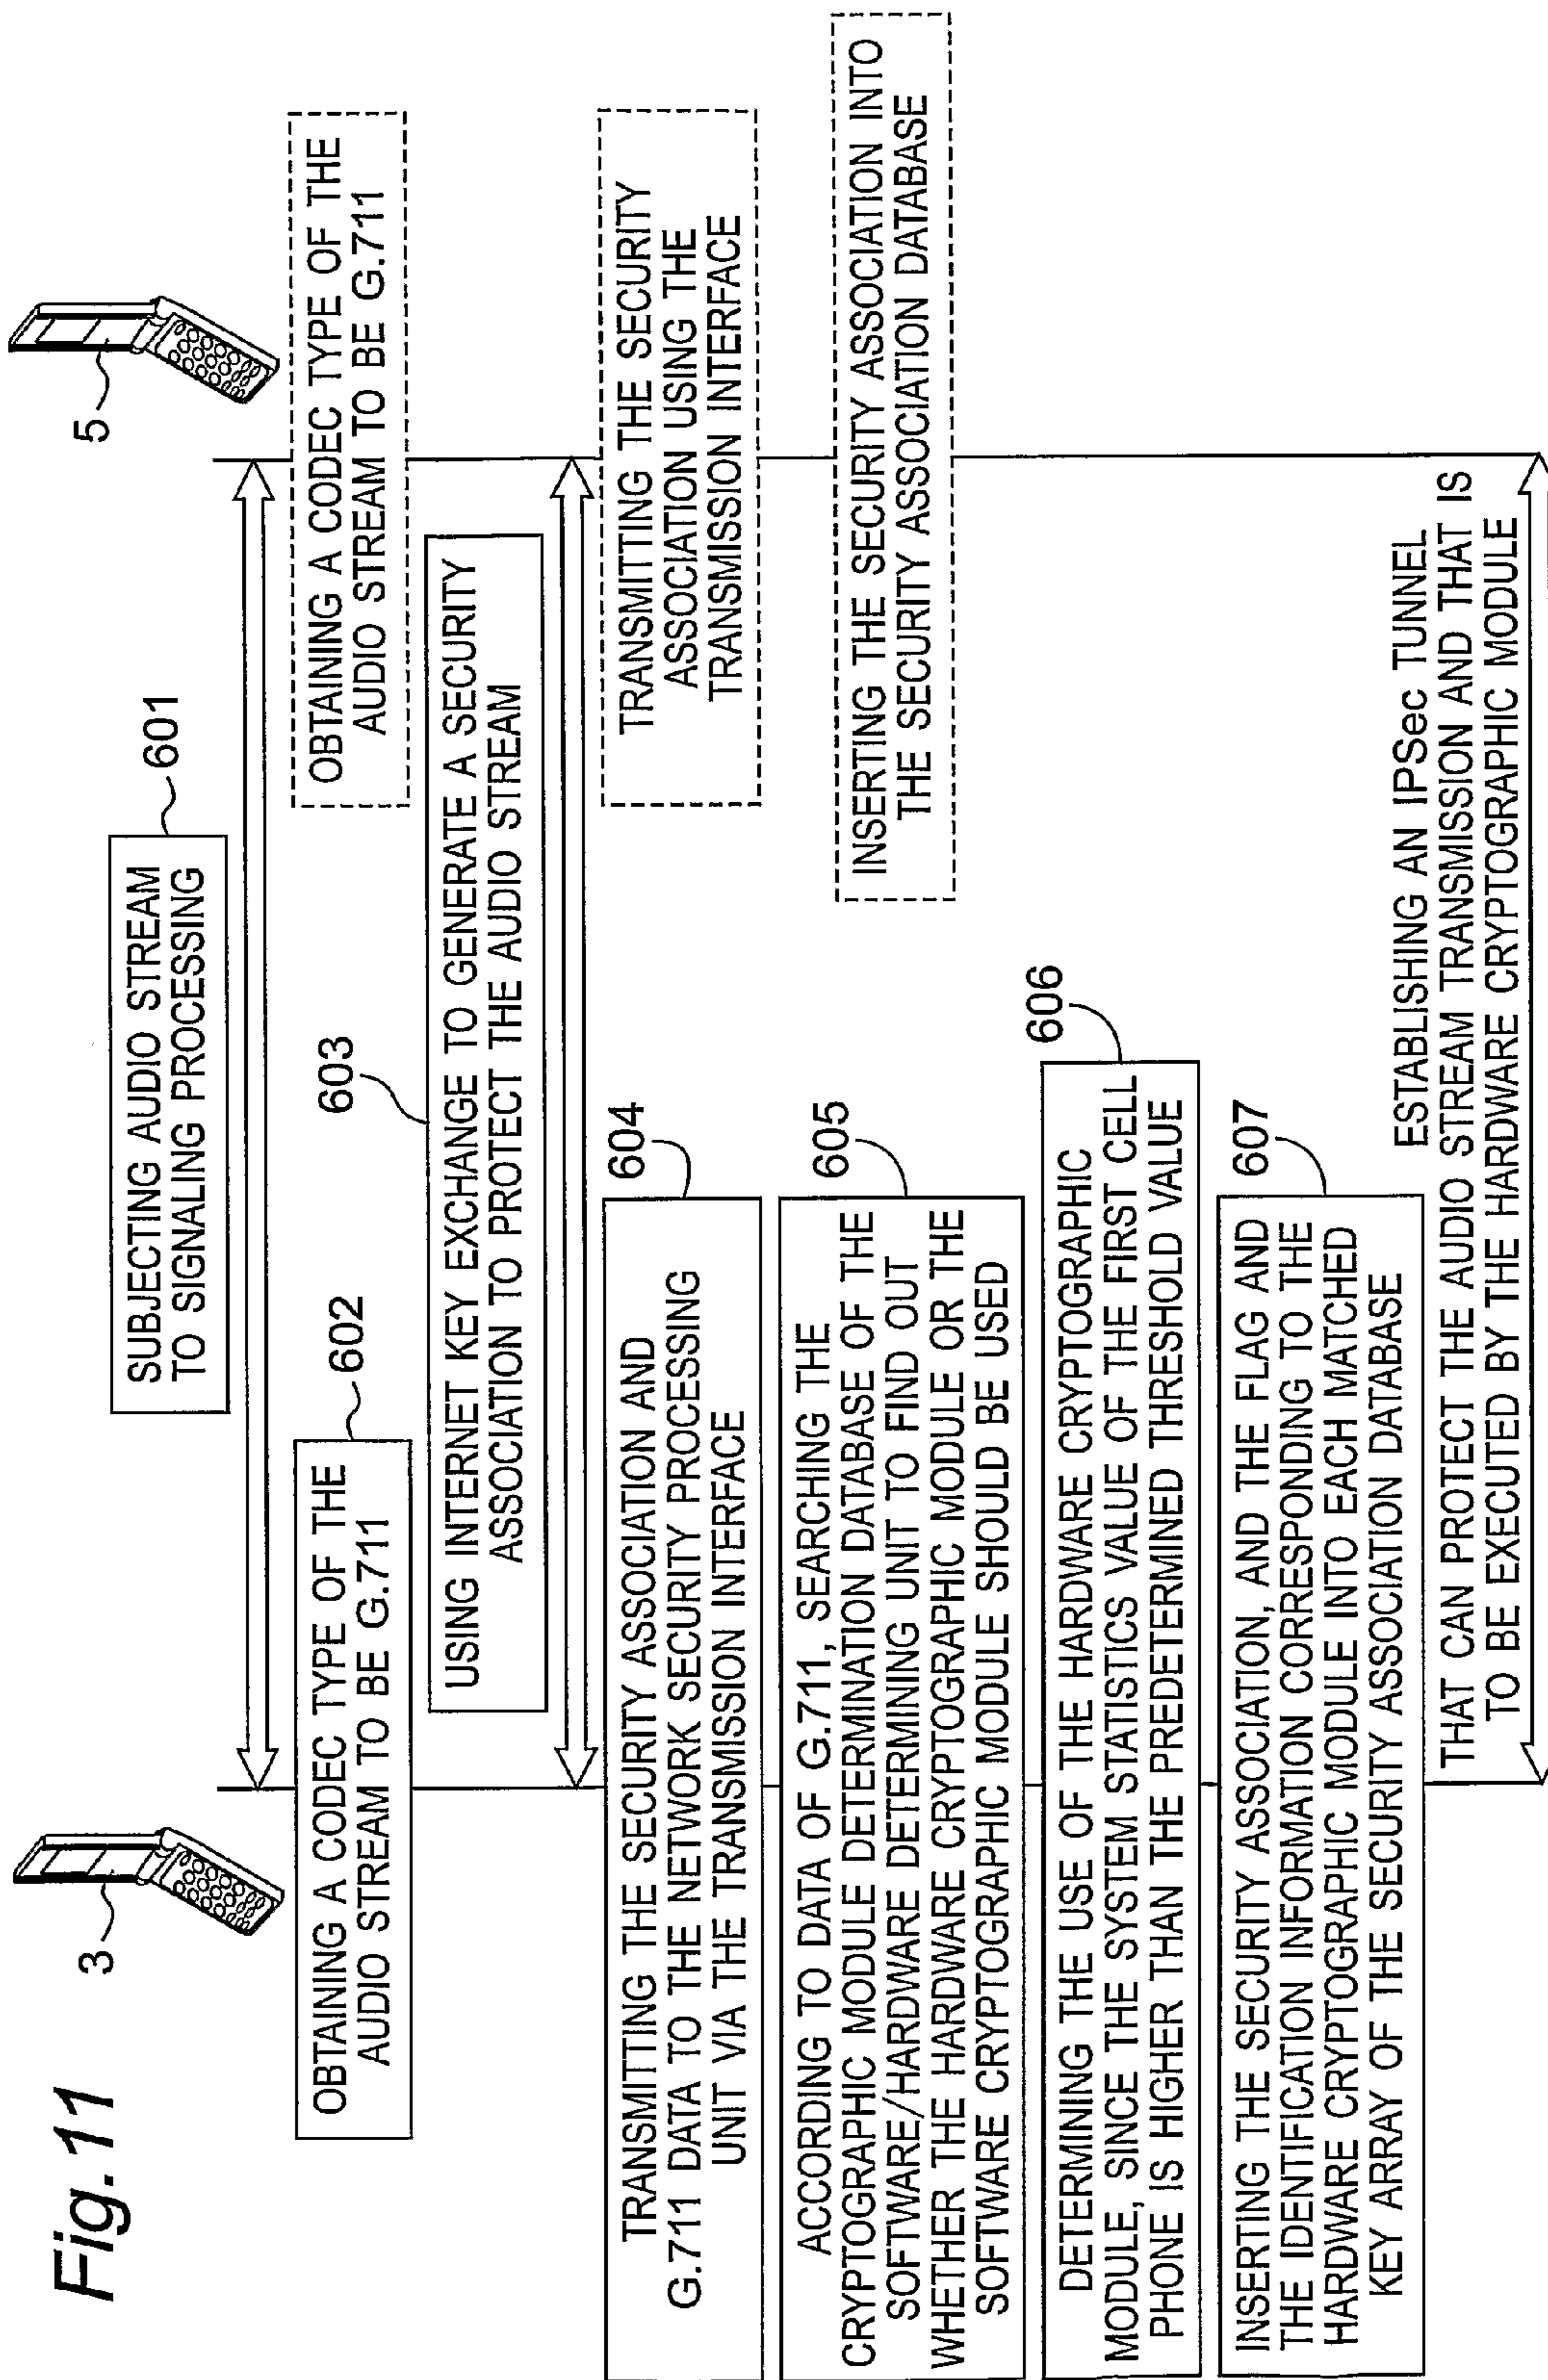 Fig.11
3
5
SUBJECTING AUDIO STREAM
TO SIGNALING PROCESSING
601
OBTAINING A CODEC TYPE OF THE
AUDIO STREAM TO BE G.711
602
OBTAINING A CODEC TYPE OF THE
AUDIO STREAM TO BE G.711
603
USING INTERNET KEY EXCHANGE TO GENERATE A SECURITY
ASSOCIATION TO PROTECT THE AUDIO STREAM
604
TRANSMITTING THE SECURITY ASSOCIATION AND
G.711 DATA TO THE NETWORK SECURITY PROCESSING
UNIT VIA THE TRANSMISSION INTERFACE
TRANSMITTING THE SECURITY
ASSOCIATION USING THE
TRANSMISSION INTERFACE
605
ACCORDING TO DATA OF G.711, SEARCHING THE
CRYPTOGRAPHIC MODULE DETERMINATION DATABASE OF THE
SOFTWARE/HARDWARE DETERMINING UNIT TO FIND OUT
WHETHER THE HARDWARE CRYPTOGRAPHIC MODULE OR THE
SOFTWARE CRYPTOGRAPHIC MODULE SHOULD BE USED
INSERTING THE SECURITY ASSOCIATION INTO
THE SECURITY ASSOCIATION DATABASE
606
DETERMINING THE USE OF THE HARDWARE CRYPTOGRAPHIC
MODULE, SINCE THE SYSTEM STATISTICS VALUE OF THE FIRST CELL
PHONE IS HIGHER THAN THE PREDETERMINED THRESHOLD VALUE
607
INSERTING THE SECURITY ASSOCIATION, AND THE FLAG AND
THE IDENTIFICATION INFORMATION CORRESPONDING TO THE
HARDWARE CRYPTOGRAPHIC MODULE INTO EACH MATCHED
KEY ARRAY OF THE SECURITY ASSOCIATION DATABASE
ESTABLISHING AN IPSec TUNNEL
THAT CAN PROTECT THE AUDIO STREAM TRANSMISSION AND THAT IS
TO BE EXECUTED BY THE HARDWARE CRYPTOGRAPHIC MODULE